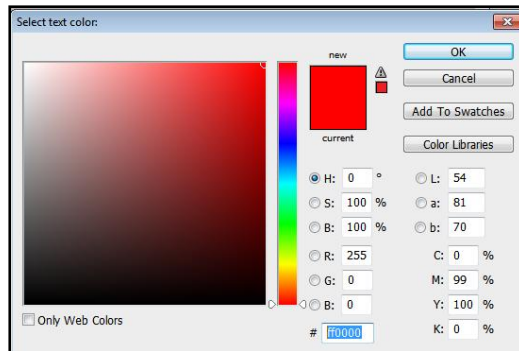 Select text color:
new
current
OK
Cancel
Add To Swatches
Color Libraries
H: 0 °
S: 100 %
B: 100 %
R: 255
G: 0
B: 0
# ff0000
L: 54
a: 81
b: 70
C: 0 %
M: 99 %
Y: 100 %
K: 0 %
Only Web Colors